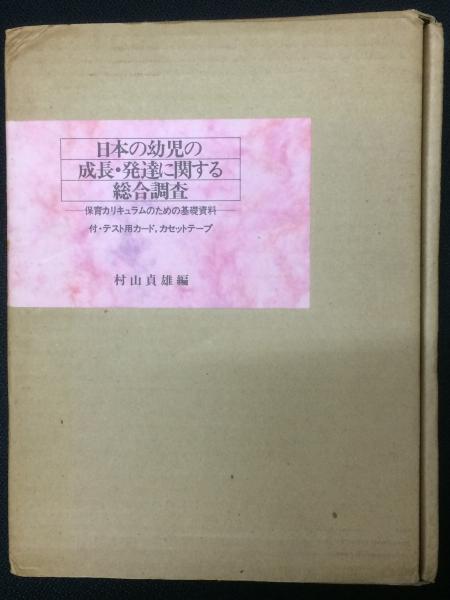 日本の幼児の
成長・発達に関する
総合調査
―保育カリキュラムのための基礎資料―
付・テスト用カード，カセットテープ
村山貞雄編